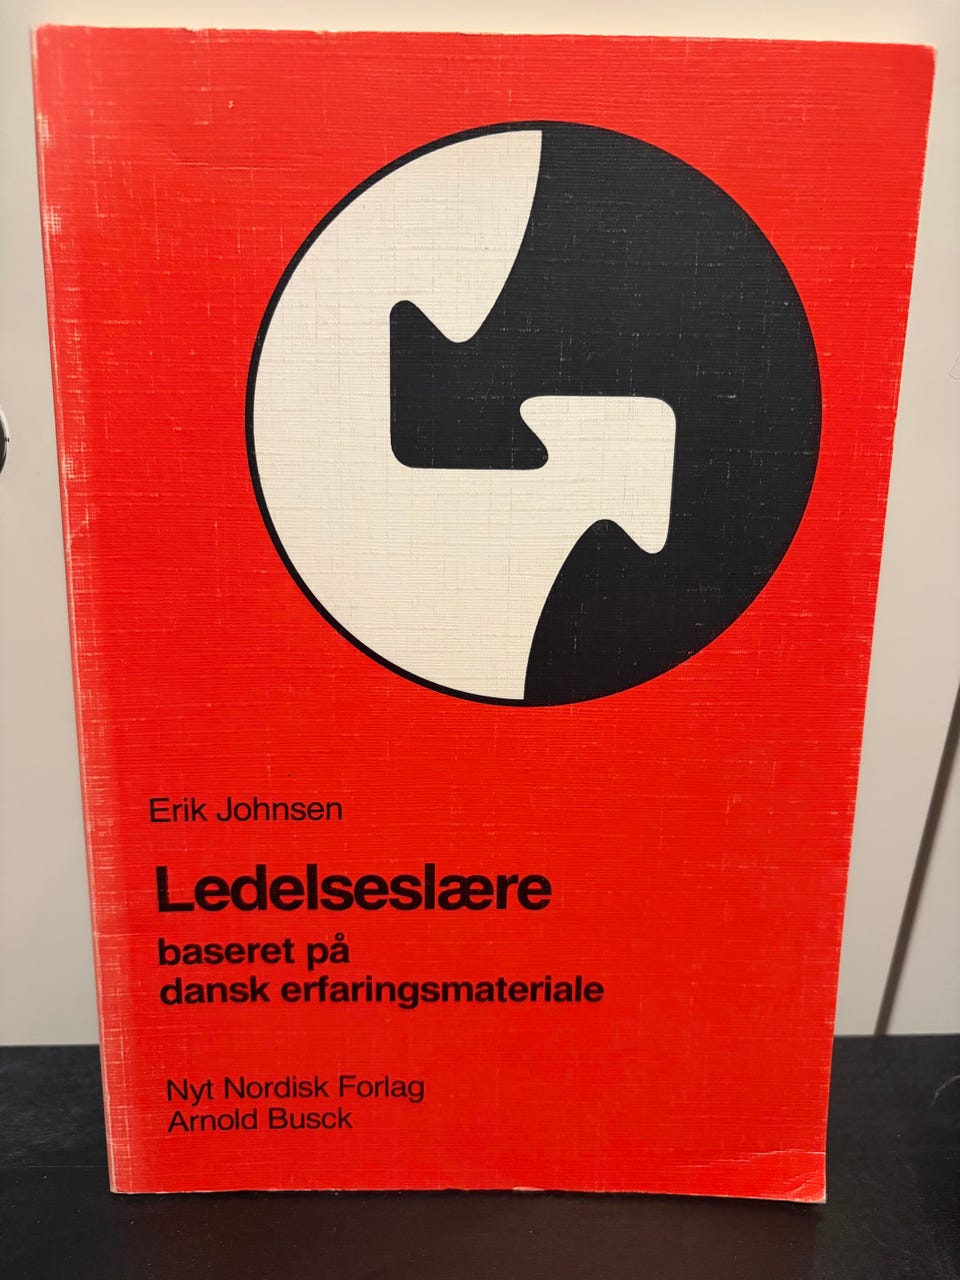 Erik Johnsen
Ledelseslære
baseret på
dansk erfaringsmateriale
Nyt Nordisk Forlag
Arnold Busck